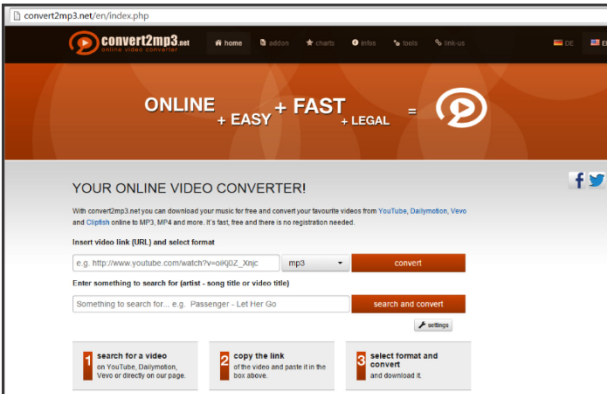 convert2mp3.net/en/index.php
convert2mp3.net
online video converter
home addon charts infos tools link-us DE
ONLINE + EASY + FAST + LEGAL =
YOUR ONLINE VIDEO CONVERTER!
With convert2mp3.net you can download your music for free and convert your favourite videos from YouTube, Dailymotion, Vevo
and Clipfish online to MP3, MP4 and more. It's fast, free and there is no registration needed.
Insert video link (URL) and select format
e.g. http://www.youtube.com/watch?v=oiKj0Z_Xnjc mp3 convert
Enter something to search for (artist - song title or video title)
Something to search for... e.g. Passenger - Let Her Go search and convert
settings
1 search for a video
on YouTube, Dailymotion,
Vevo or directly on our page.
2 copy the link
of the video and paste it in the
box above.
3 select format and
convert
and download it.